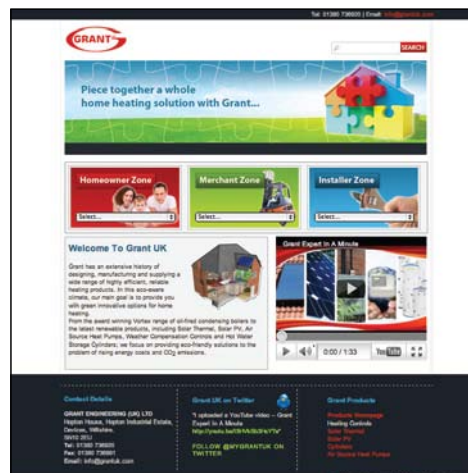 Tel: 01380 736920 | Email: info@grantuk.com
GRANT
SEARCH
Piece together a whole
home heating solution with Grant...
Homeowner Zone
Merchant Zone
Installer Zone
Select...
Select...
Select...
Welcome To Grant UK
Grant has an extensive history of
designing, manufacturing and supplying a
wide range of highly efficient, reliable
heating products. In this eco-aware
climate, our main goal is to provide you
with green innovative options for home
heating.
From the award winning Vortex range of oil-fired condensing boilers to
the latest renewable products, including Solar Thermal, Solar PV, Air
Source Heat Pumps, Weather Compensation Controls and Hot Water
Storage Cylinders; we focus on providing eco-friendly solutions to the
problem of rising energy costs and CO2 emissions.
Grant Expert In A Minute
0:00 / 1:33
YouTube
Contact Details
GRANT ENGINEERING (UK) LTD
Hopton House, Hopton Industrial Estate,
Devizes, Wiltshire.
SN10 2EU
Email: info@grantuk.com
Grant UK on Twitter
"I uploaded a YouTube video -- Grant
Expert In A Minute
FOLLOW @MYGRANTUK ON
TWITTER
Grant Products
Products Homepage
Heating Controls
Solar Thermal
Solar PV
Cylinders
Air Source Heat Pumps